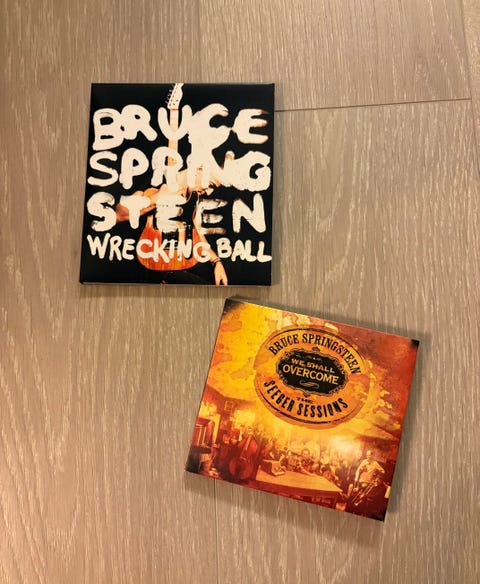 BRUCE
SPRING
STEEN
WRECKING BALL
BRUCE SPRINGSTEEN
WE SHALL
OVERCOME
THE
SEEGER SESSIONS